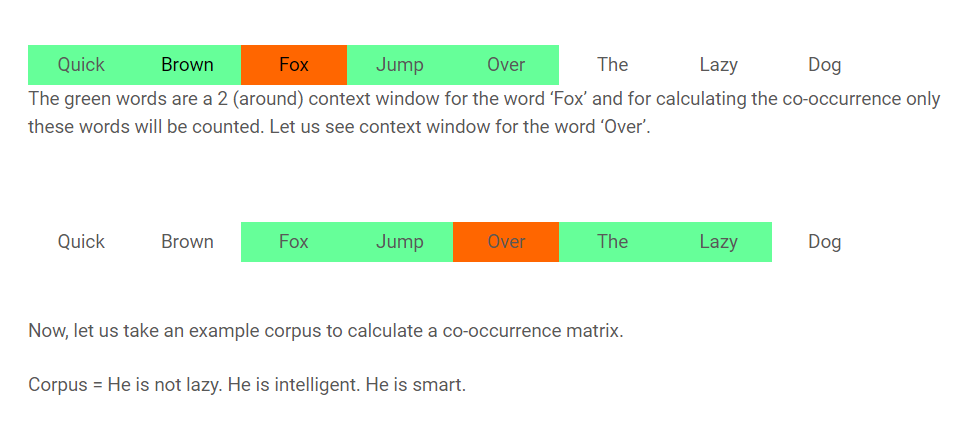 Quick Brown Fox Jump Over The Lazy Dog
The green words are a 2 (around) context window for the word ‘Fox’ and for calculating the co-occurrence only
these words will be counted. Let us see context window for the word ‘Over’.
Quick Brown Fox Jump Over The Lazy Dog
Now, let us take an example corpus to calculate a co-occurrence matrix.
Corpus = He is not lazy. He is intelligent. He is smart.